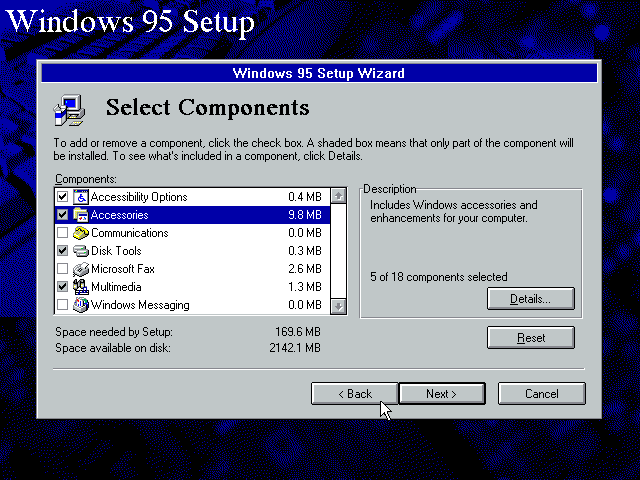 Windows 95 Setup
Windows 95 Setup Wizard
Select Components
To add or remove a component, click the check box. A shaded box means that only part of the component will
be installed. To see what's included in a component, click Details.
Components:
Accessibility Options 0.4 MB
Accessories 9.8 MB
Communications 0.0 MB
Disk Tools 0.3 MB
Microsoft Fax 2.6 MB
Multimedia 1.3 MB
Windows Messaging 0.0 MB
Description
Includes Windows accessories and
enhancements for your computer.
5 of 18 components selected
Details...
Space needed by Setup: 169.6 MB
Space available on disk: 2142.1 MB
Reset
< Back
Next >
Cancel